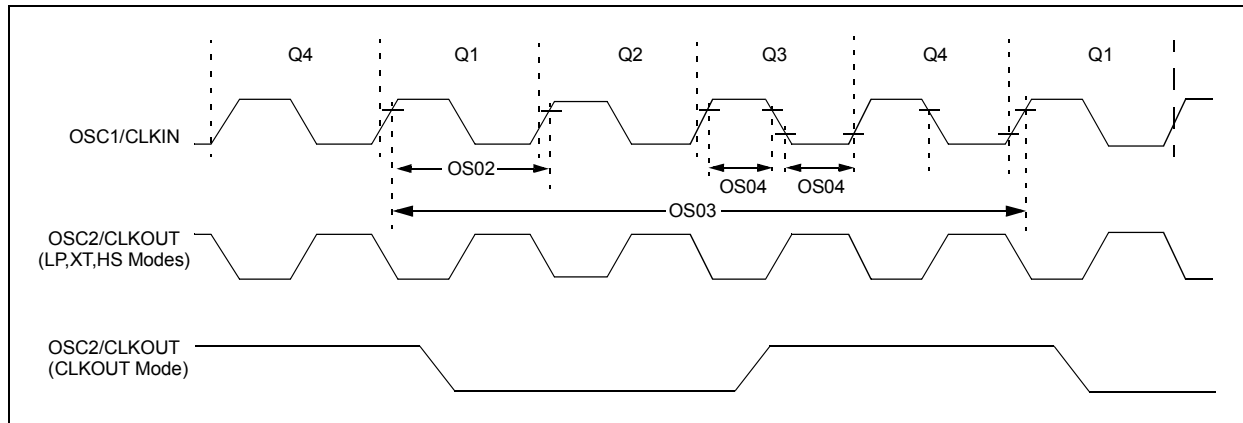 Q4 Q1 Q2 Q3 Q4 Q1
OSC1/CLKIN
OS02
OS04 OS04
OS03
OSC2/CLKOUT
(LP,XT,HS Modes)
OSC2/CLKOUT
(CLKOUT Mode)